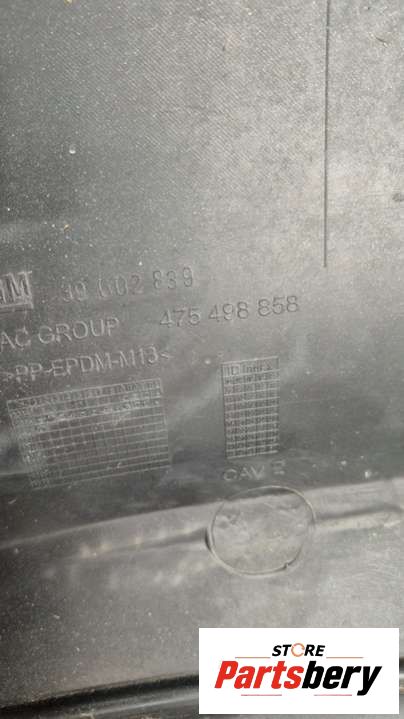 GM 39 002 839
AC GROUP 475 498 858
>PP-EPDM-M13<
CAV 2
STORE
Partsbery